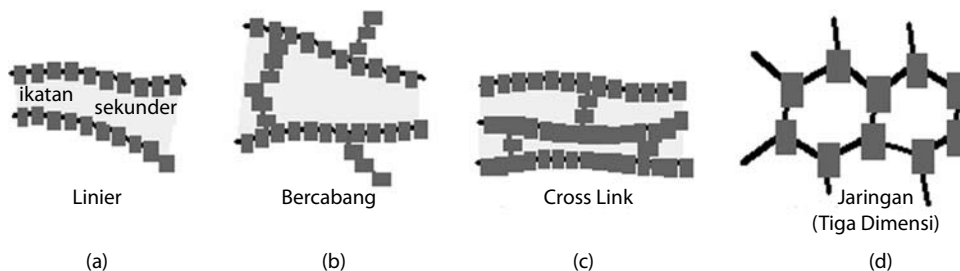 ikatan
sekunder
Linier
Bercabang
Cross Link
Jaringan
(Tiga Dimensi)
(a)
(b)
(c)
(d)